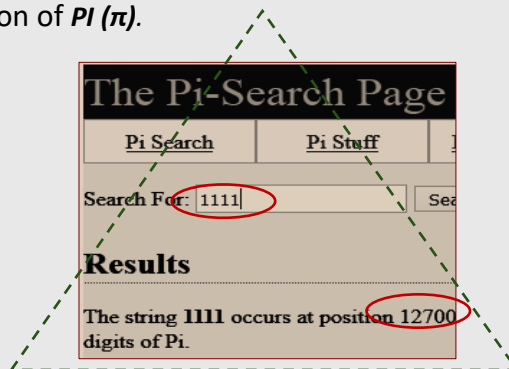 on of PI (π).
The Pi-Search Page
Pi Search Pi Stuff
Search For: 1111 Sea
Results
The string 1111 occurs at position 12700
digits of Pi.